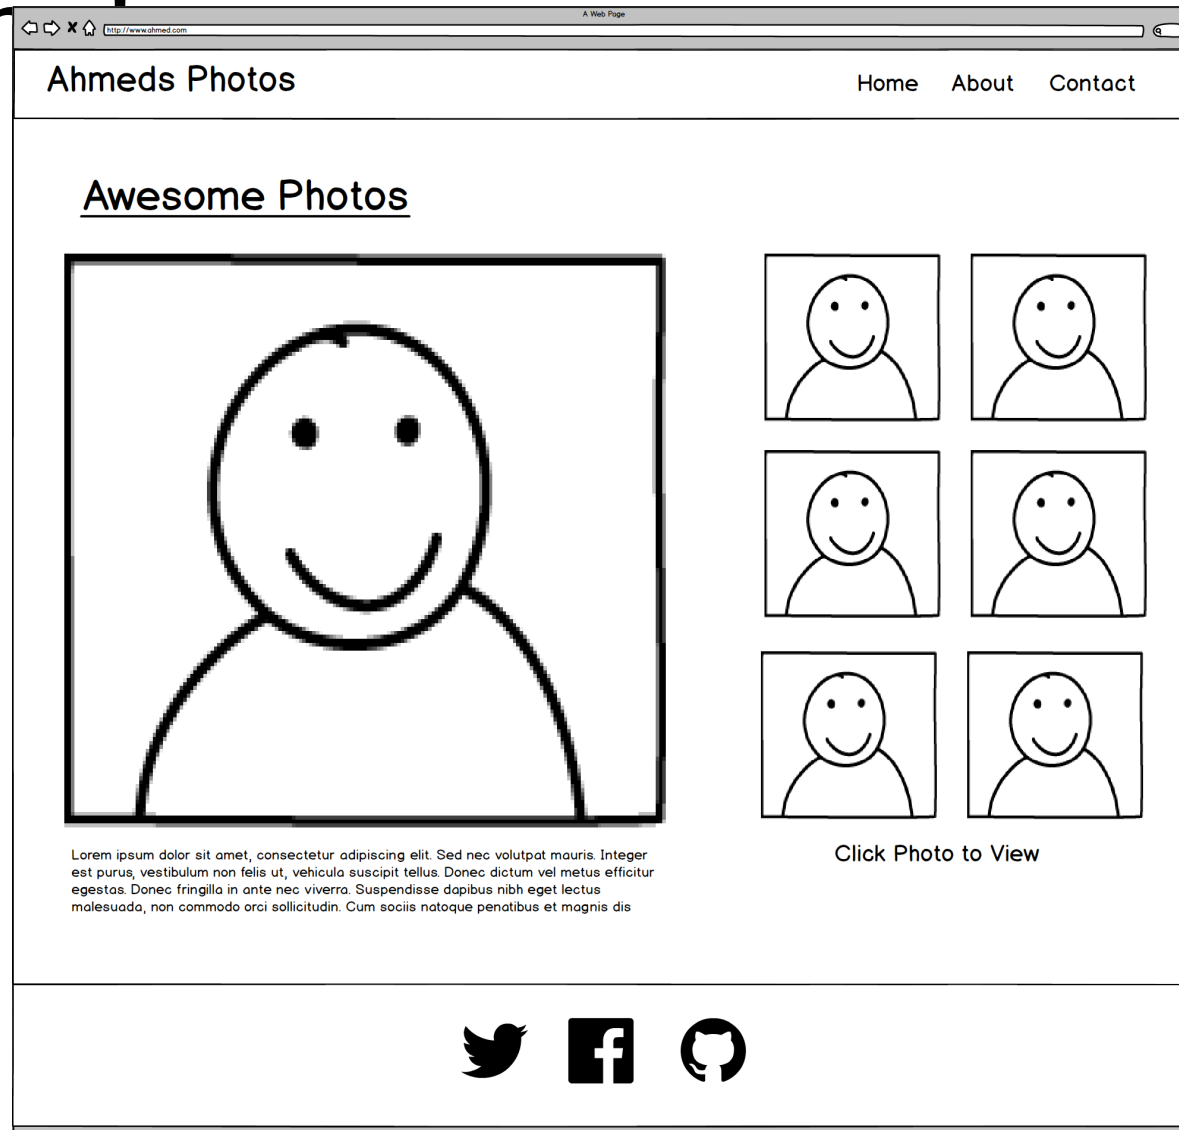 A Web Page
http://www.ahmed.com
Ahmeds Photos
Home About Contact
Awesome Photos
Lorem ipsum dolor sit amet, consectetur adipiscing elit. Sed nec volutpat mauris. Integer
est purus, vestibulum non felis ut, vehicula suscipit tellus. Donec dictum vel metus efficitur
egestas. Donec fringilla in ante nec viverra. Suspendisse dapibus nibh eget lectus
malesuada, non commodo orci sollicitudin. Cum sociis natoque penatibus et magnis dis
Click Photo to View